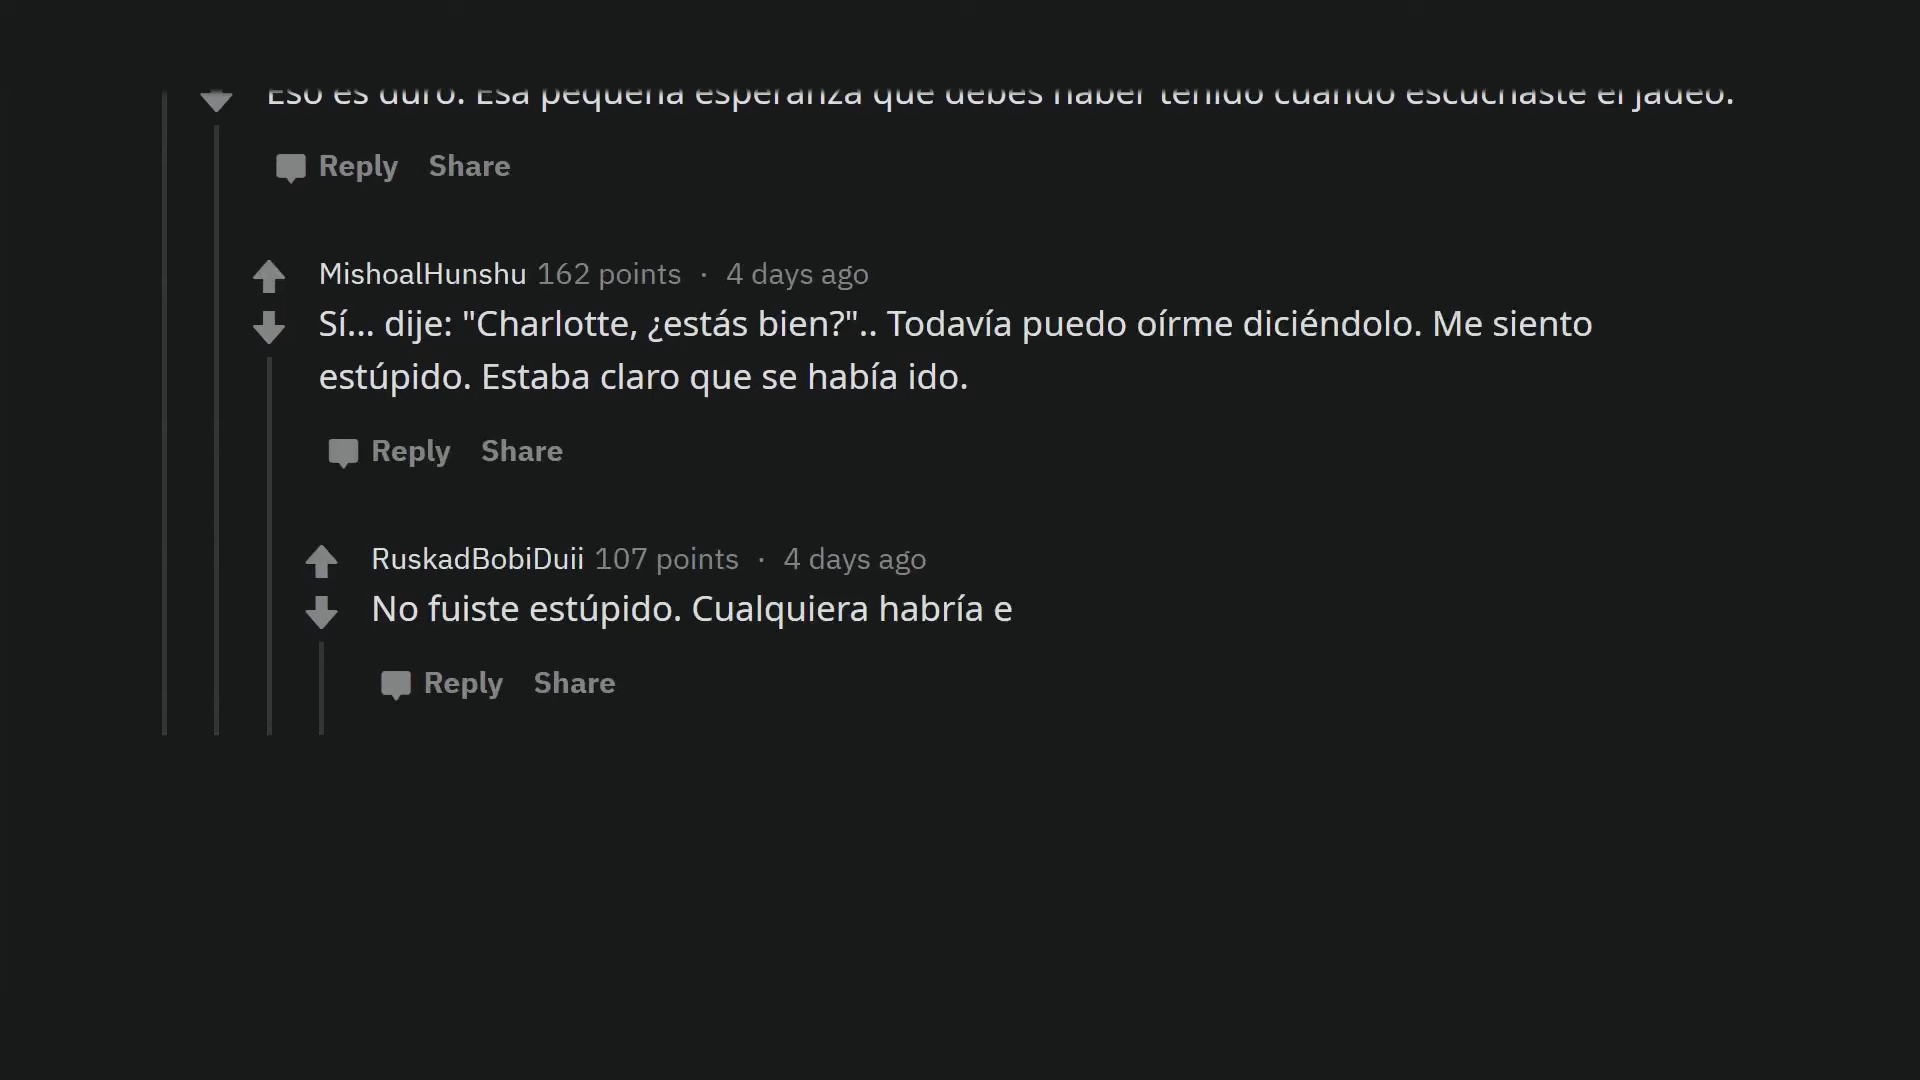 Eso es duro. Esa pequeña esperanza que debes haber tenido cuando escuchaste el jadeo.
Reply Share
MishoalHunshu 162 points · 4 days ago
Sí... dije: "Charlotte, ¿estás bien?".. Todavía puedo oírme diciéndolo. Me siento
estúpido. Estaba claro que se había ido.
Reply Share
RuskadBobiDuii 107 points · 4 days ago
No fuiste estúpido. Cualquiera habría e
Reply Share